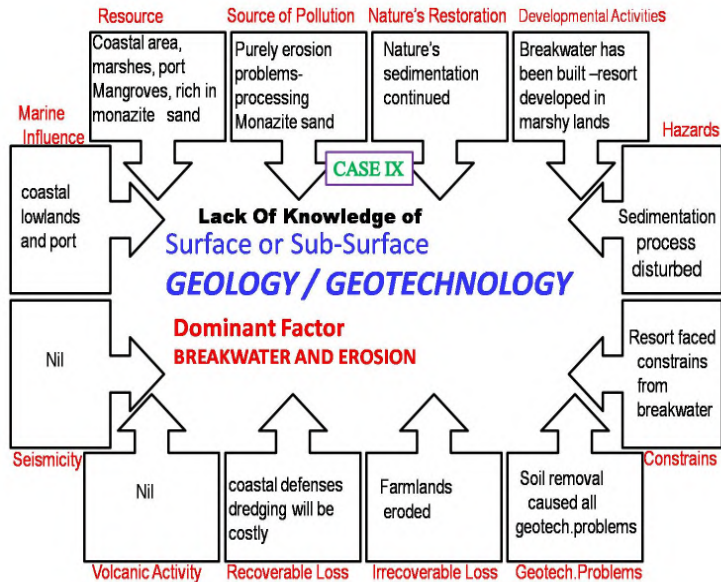 Resource
Source of Pollution
Nature's Restoration
Developmental Activities
Coastal area,
marshes, port
Mangroves, rich in
monazite sand
Purely erosion
problems-
processing
Monazite sand
Nature's
sedimentation
continued
Breakwater has
been built –resort
developed in
marshy lands
Marine
Influence
Hazards
coastal
lowlands
and port
CASE IX
Lack Of Knowledge of
Surface or Sub-Surface
GEOLOGY / GEOTECHNOLOGY
Dominant Factor
BREAKWATER AND EROSION
Sedimentation
process
disturbed
Nil
Resort faced
constrains
from
breakwater
Seismicity
Constrains
Nil
coastal defenses
dredging will be
costly
Farmlands
eroded
Soil removal
caused all
geotech.problems
Volcanic Activity
Recoverable Loss
Irrecoverable Loss
Geotech.Problems